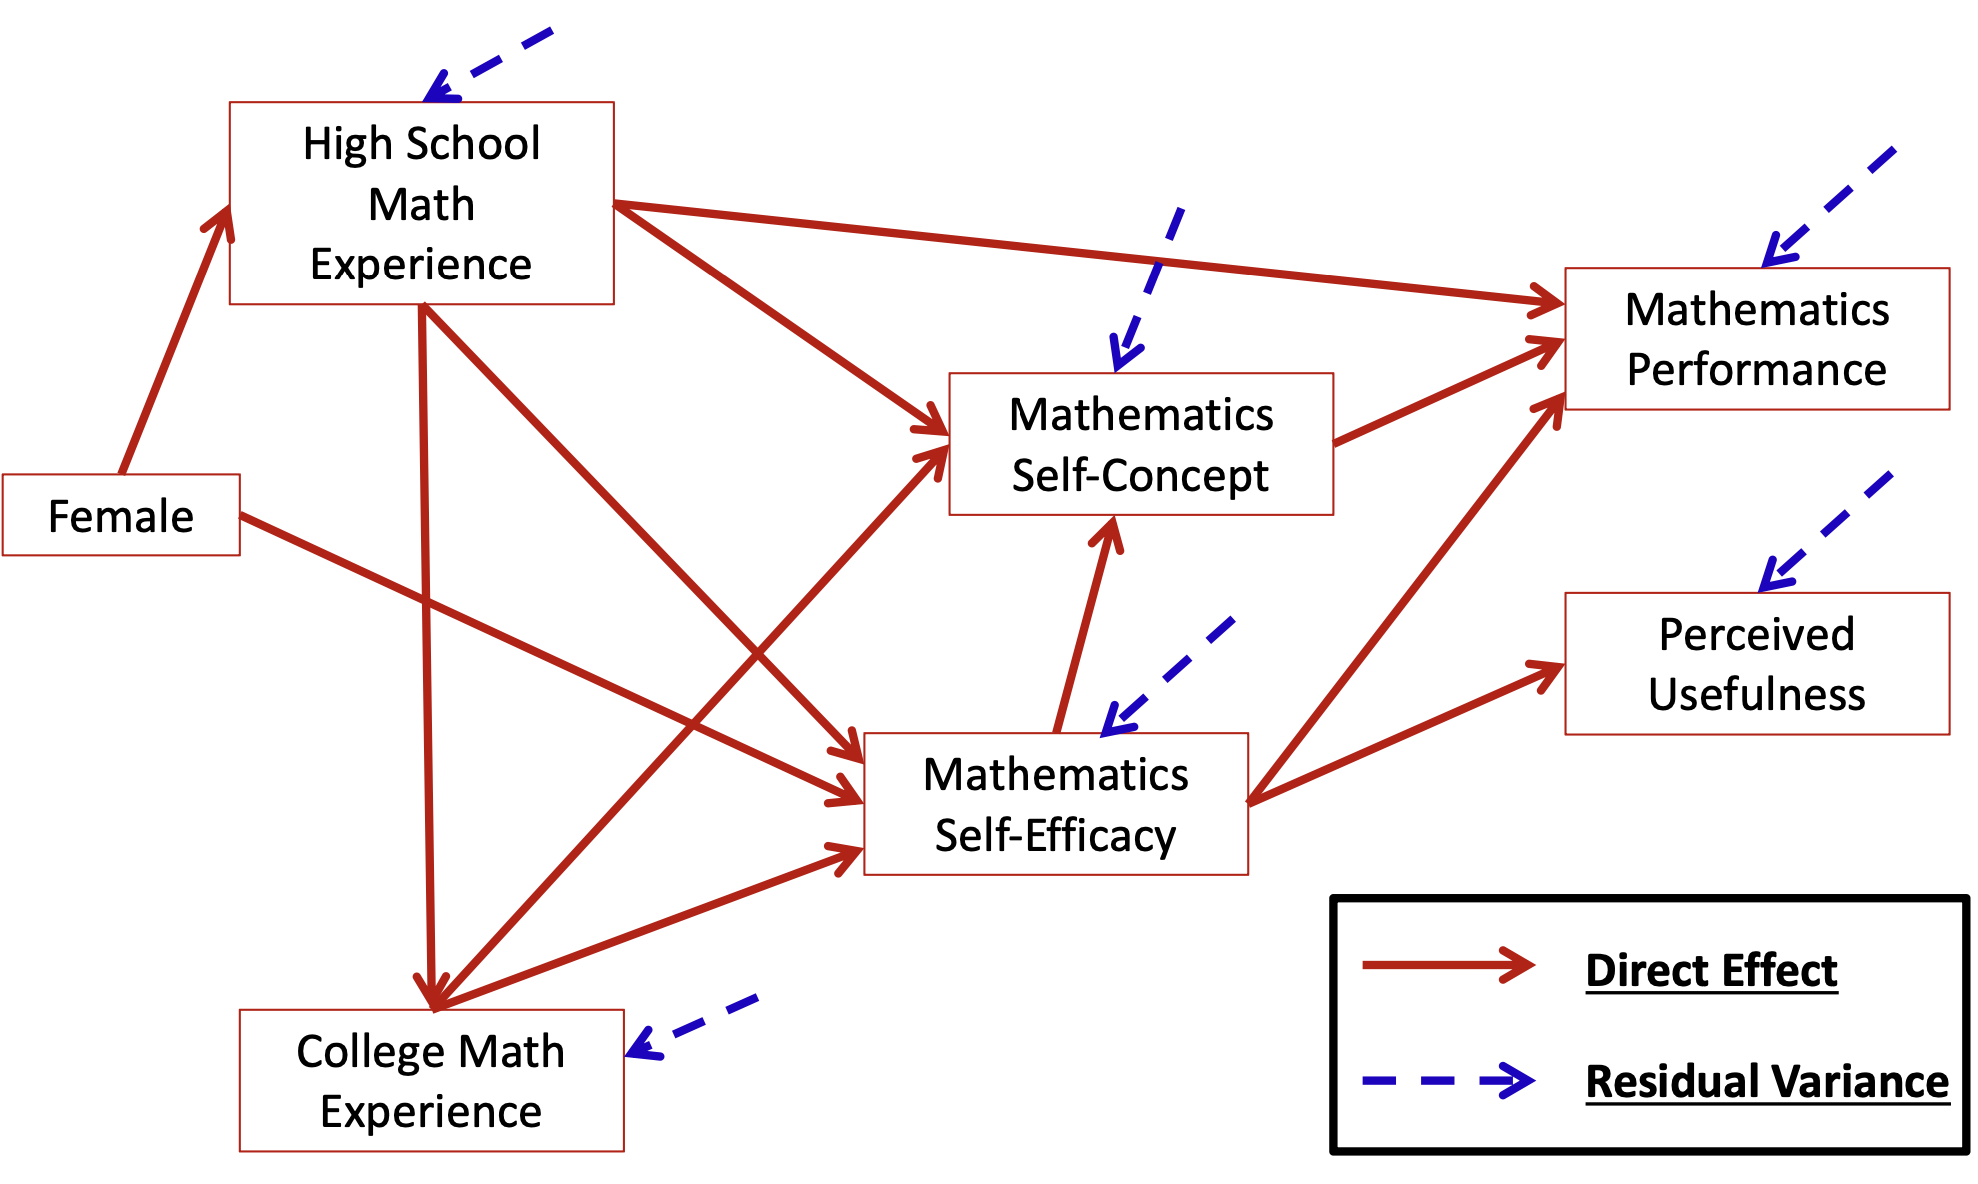 High School
Math
Experience
Mathematics
Performance
Mathematics
Self-Concept
Female
Perceived
Usefulness
Mathematics
Self-Efficacy
College Math
Experience
Direct Effect
Residual Variance